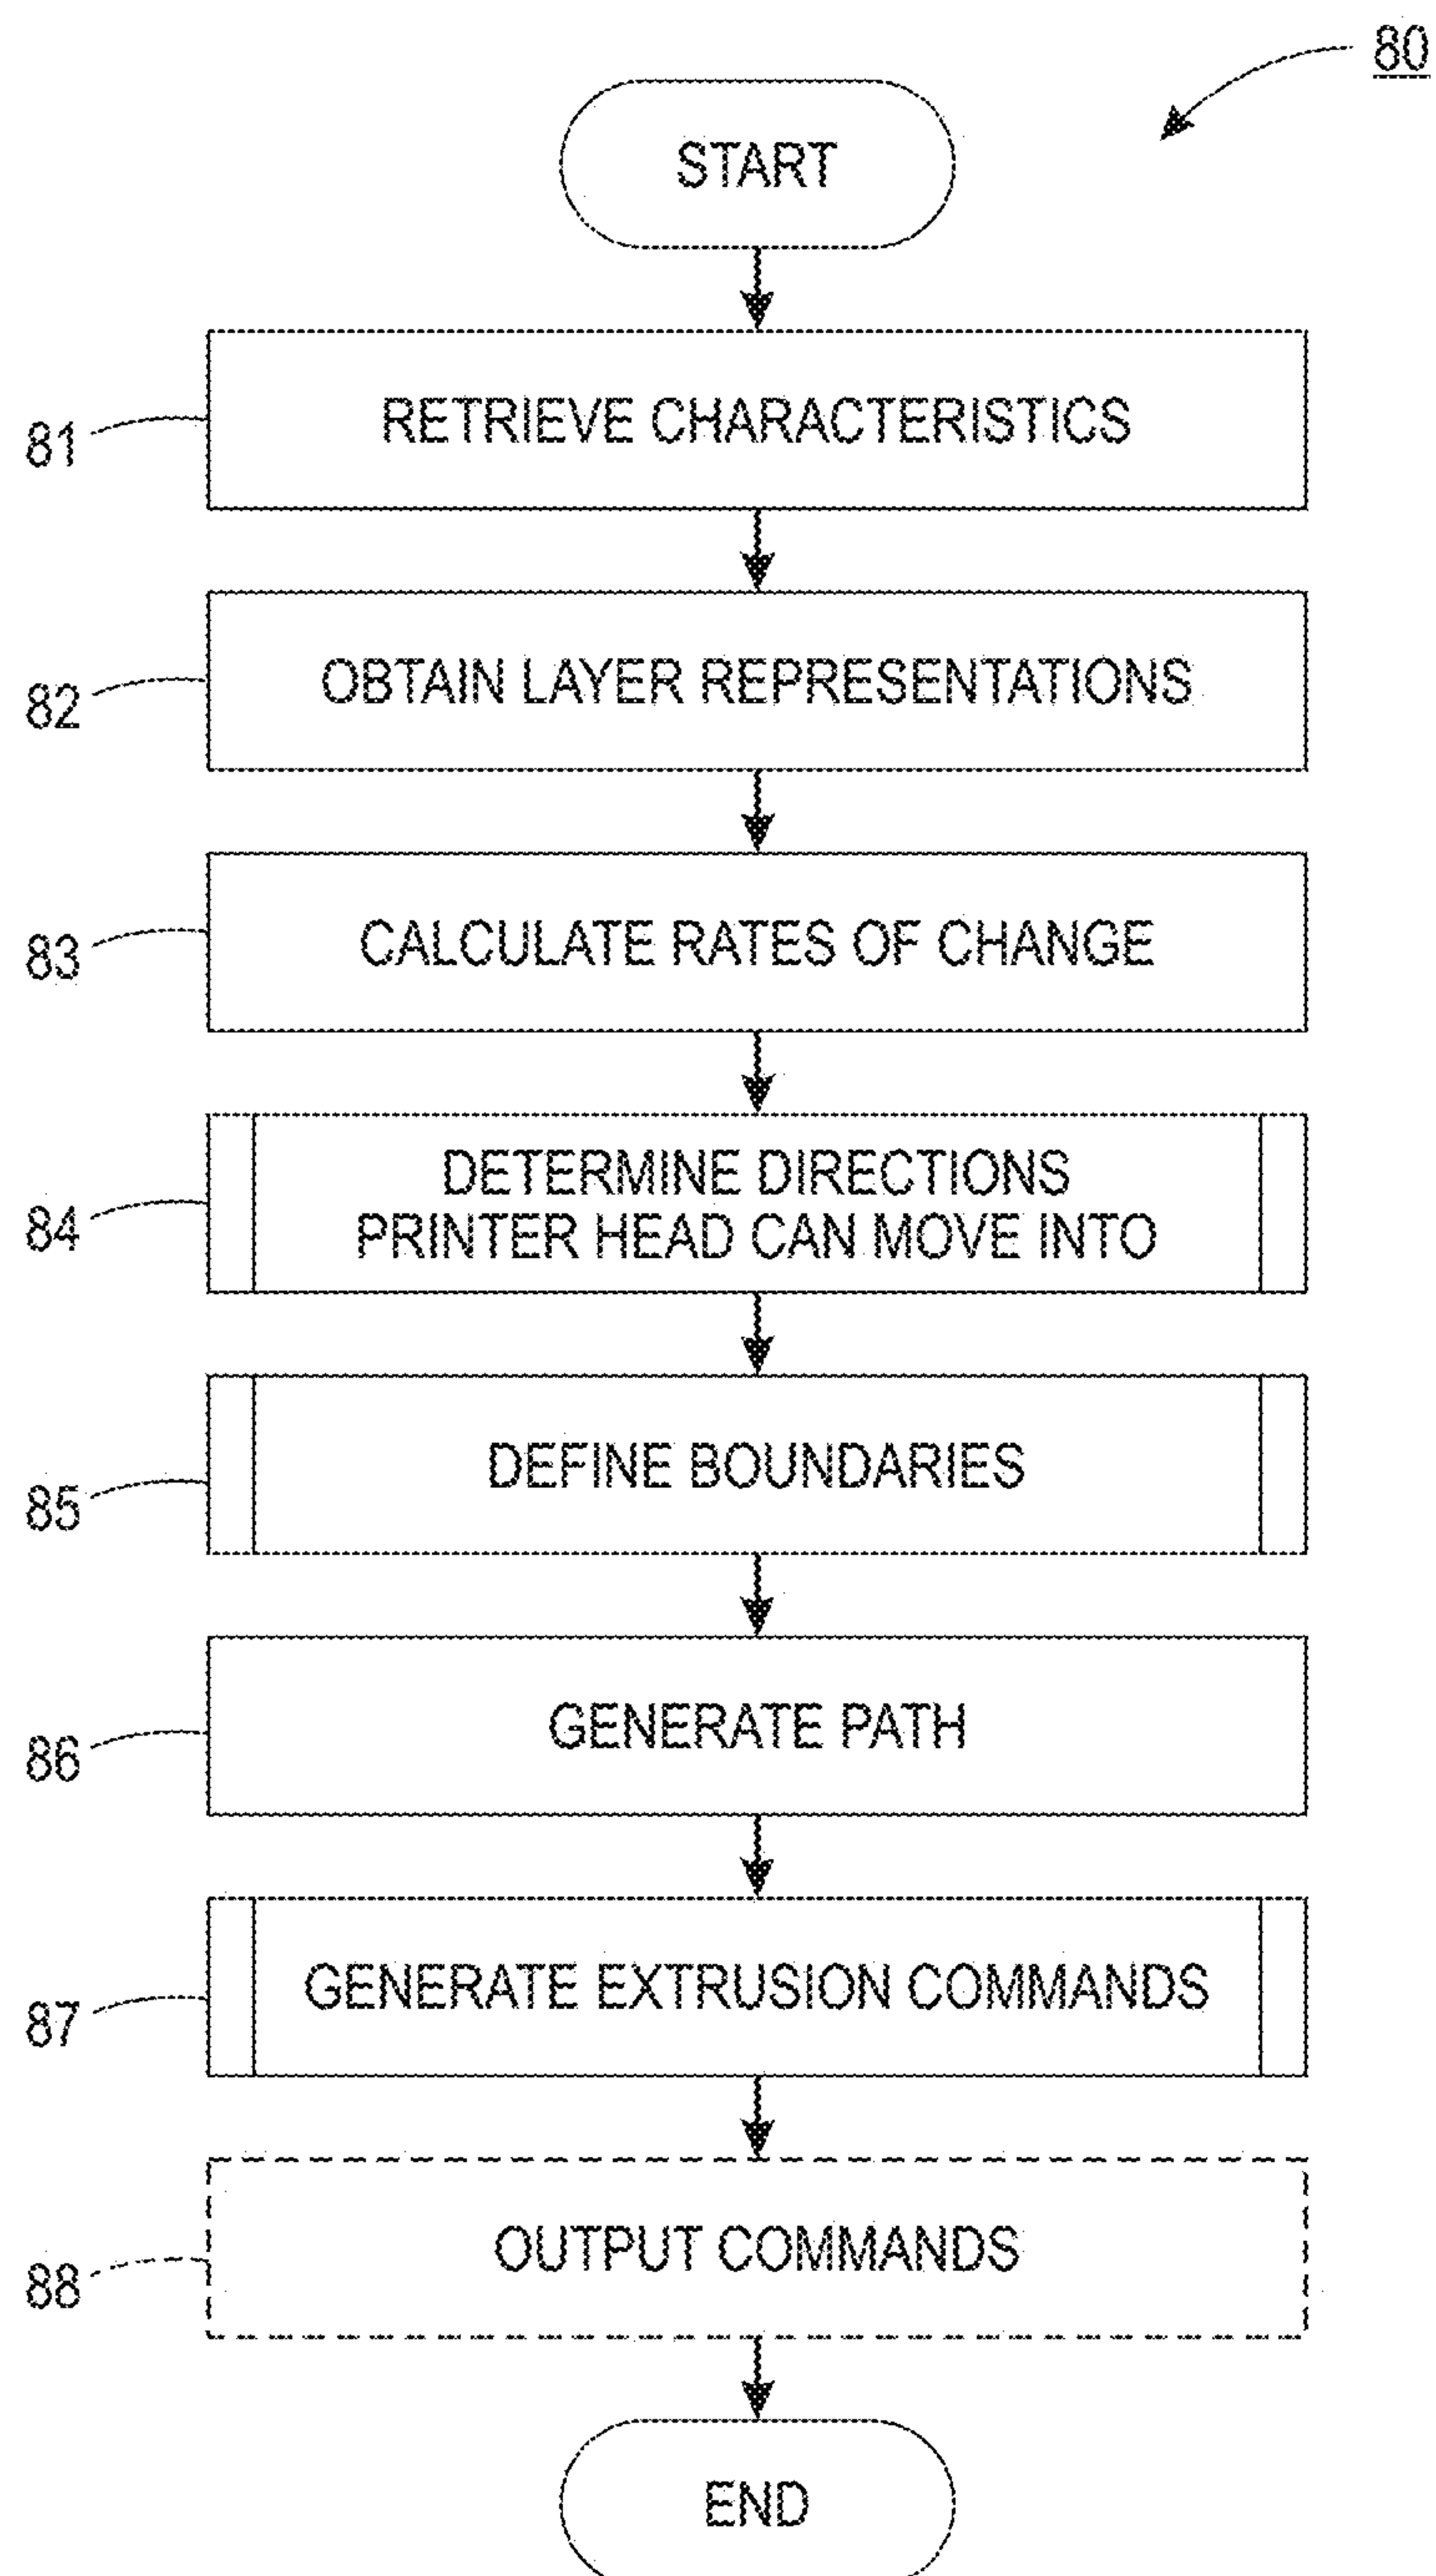 80
START
81
RETRIEVE CHARACTERISTICS
82
OBTAIN LAYER REPRESENTATIONS
83
CALCULATE RATES OF CHANGE
84
DETERMINE DIRECTIONS
PRINTER HEAD CAN MOVE INTO
85
DEFINE BOUNDARIES
86
GENERATE PATH
87
GENERATE EXTRUSION COMMANDS
88
OUTPUT COMMANDS
END